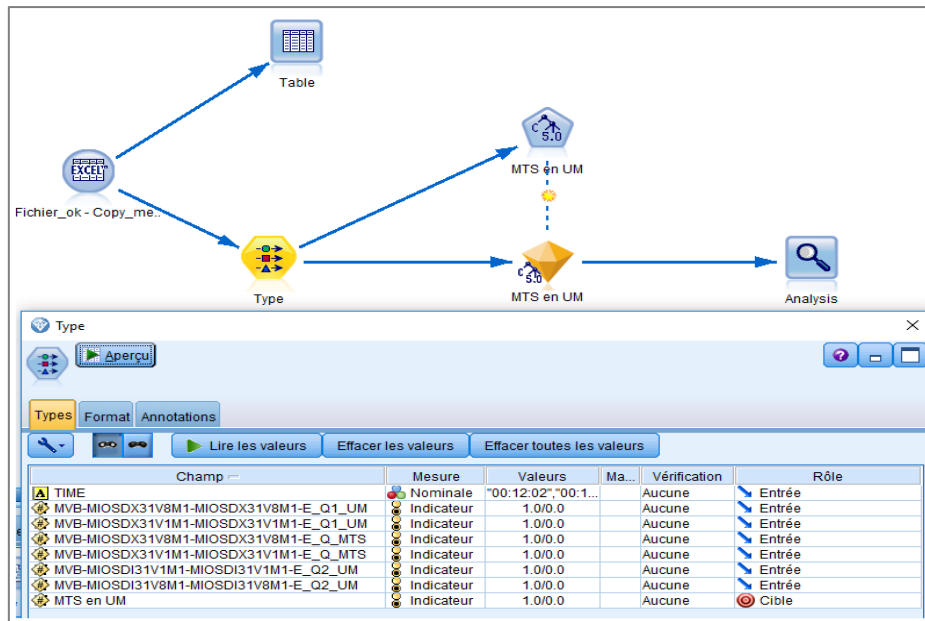 Table
EXCEL™
C 5.0
MTS en UM
Fichier_ok - Copy_me..
Type
C 5.0
MTS en UM
Analysis
Type
Aperçu
Types Format Annotations
Lire les valeurs Effacer les valeurs Effacer toutes les valeurs
Champ Mesure Valeurs Ma... Vérification Rôle
A TIME Nominale "00:12:02","00:1... Aucune Entrée
MVB-MIOSDX31V8M1-MIOSDX31V8M1-E_Q1_UM Indicateur 1.0/0.0 Aucune Entrée
MVB-MIOSDX31V1M1-MIOSDX31V1M1-E_Q1_UM Indicateur 1.0/0.0 Aucune Entrée
MVB-MIOSDX31V8M1-MIOSDX31V8M1-E_Q_MTS Indicateur 1.0/0.0 Aucune Entrée
MVB-MIOSDX31V1M1-MIOSDX31V1M1-E_Q_MTS Indicateur 1.0/0.0 Aucune Entrée
MVB-MIOSDI31V1M1-MIOSDI31V1M1-E_Q2_UM Indicateur 1.0/0.0 Aucune Entrée
MVB-MIOSDI31V8M1-MIOSDI31V8M1-E_Q2_UM Indicateur 1.0/0.0 Aucune Entrée
MTS en UM Indicateur 1.0/0.0 Aucune Cible